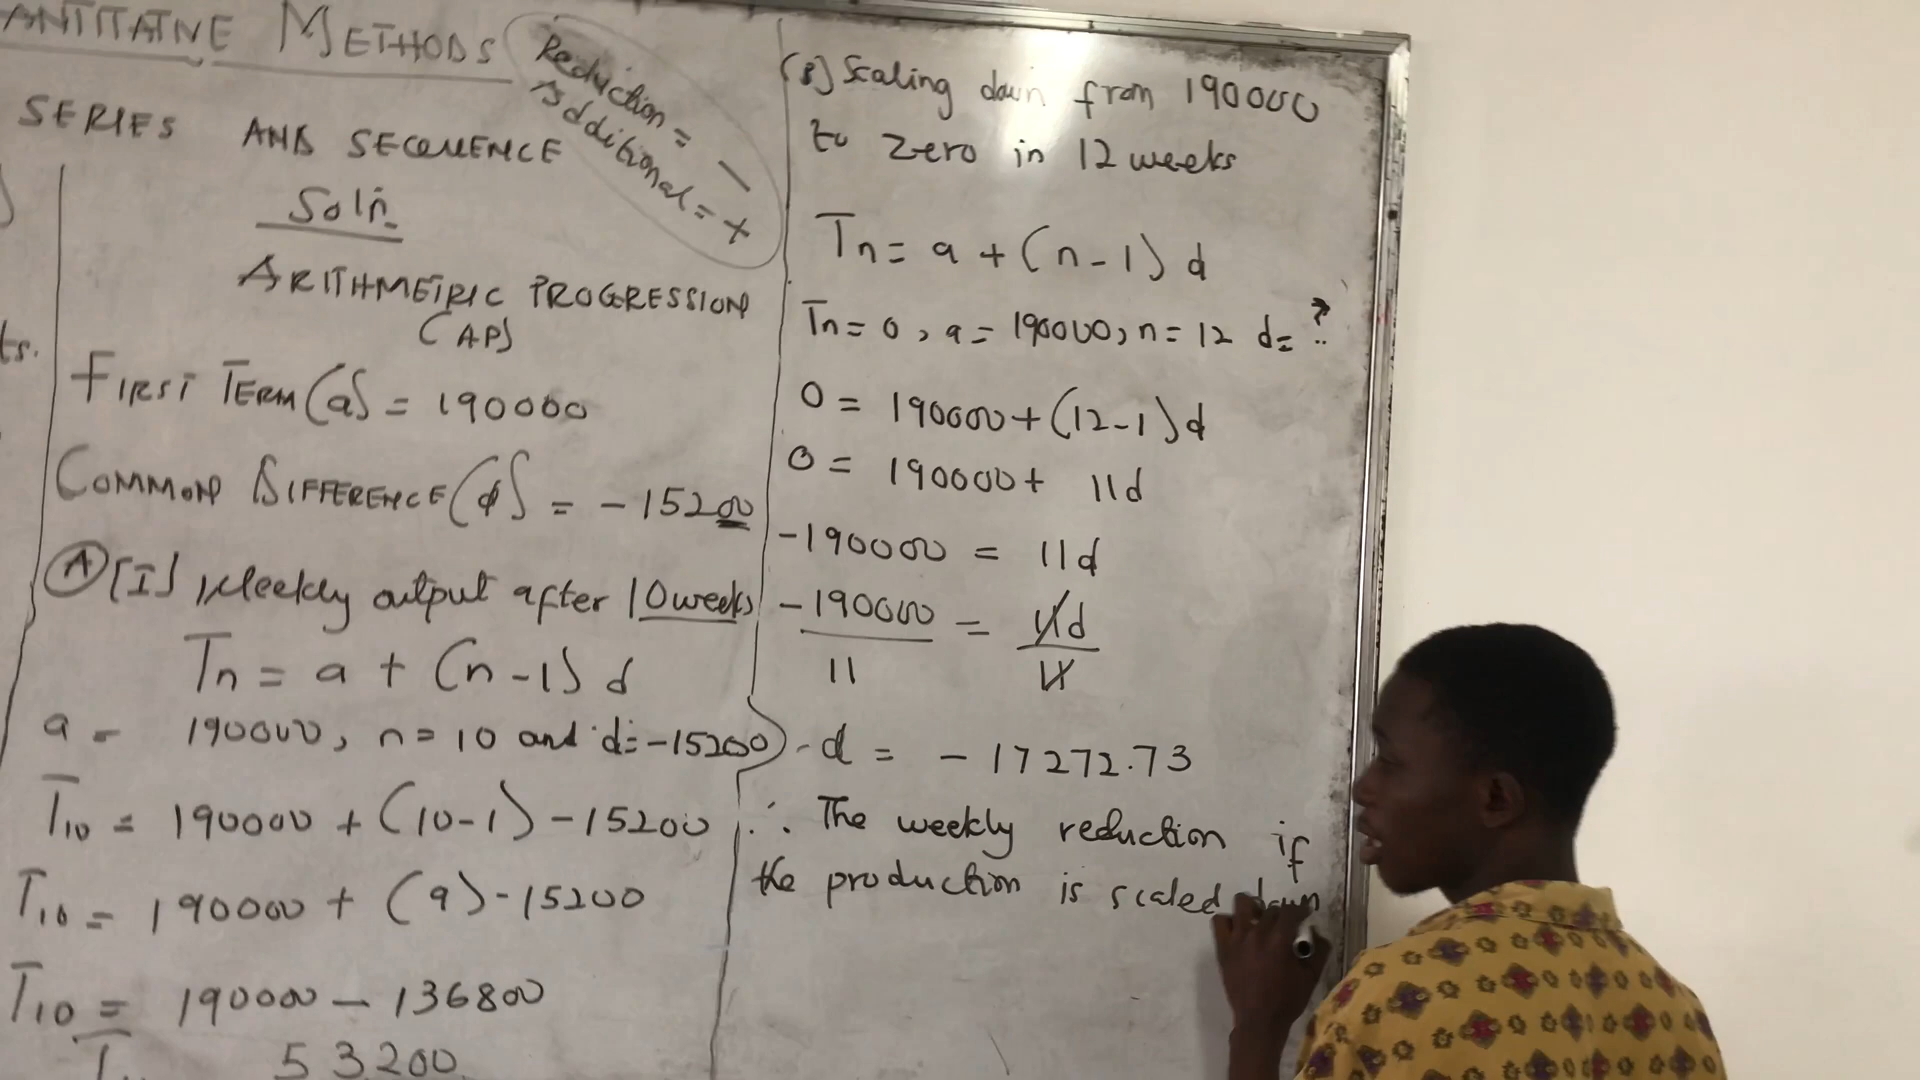 ANTITATIVE METHODS
SERIES AND SEQUENCE
Soln
ARITHMETRIC PROGRESSION
(AP)
ts.
FIRST TERM (a) = 190000
COMMON DIFFERENCE (d) = -15200
(A) (I) Weekly output after 10 weeks
Tn = a + (n-1) d
a = 190000, n = 10 and d = -15200
T10 = 190000 + (10-1) -15200
T10 = 190000 + (9) -15200
T10 = 190000 - 136800
53200
Reduction = -
Additional = +
(B) Scaling down from 190000
to zero in 12 weeks
Tn = a + (n-1) d
Tn = 0, a = 190000, n = 12 d = ?
0 = 190000 + (12-1) d
0 = 190000 + 11d
-190000 = 11d
-190000 = 11d
11 11
d = -17272.73
∴ The weekly reduction if
the production is scaled down